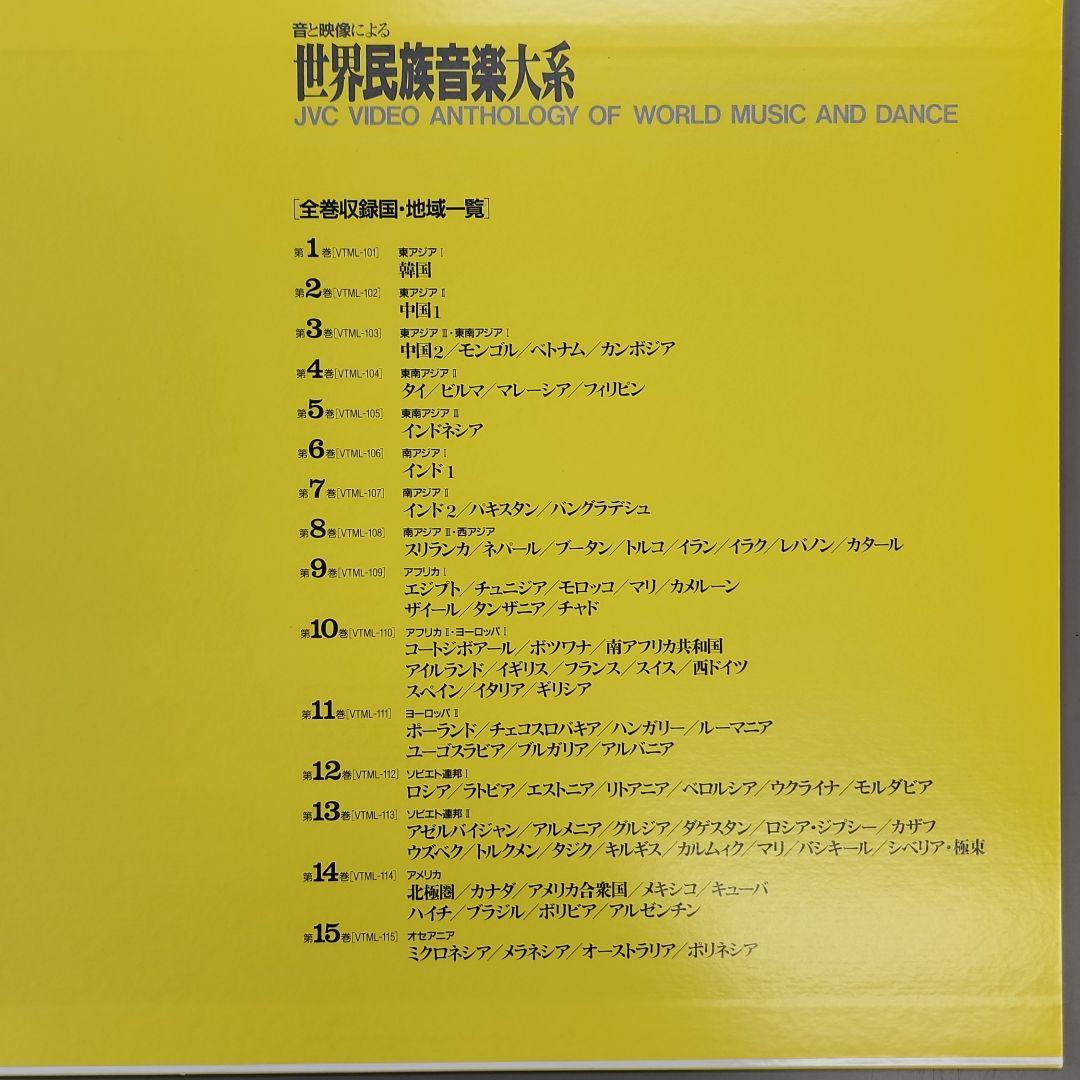 音と映像による
世界民族音楽大系
JVC VIDEO ANTHOLOGY OF WORLD MUSIC AND DANCE
[全巻収録国・地域一覧]
第1巻[VTML-101] 東アジア I
韓国
第2巻[VTML-102] 東アジア II
中国1
第3巻[VTML-103] 東アジア II・東南アジア I
中国2／モンゴル／ベトナム／カンボジア
第4巻[VTML-104] 東南アジア II
タイ／ビルマ／マレーシア／フィリピン
第5巻[VTML-105] 東南アジア III
インドネシア
第6巻[VTML-106] 南アジア I
インド1
第7巻[VTML-107] 南アジア II
インド2／パキスタン／バングラデシュ
第8巻[VTML-108] 南アジア II・西アジア
スリランカ／ネパール／ブータン／トルコ／イラン／イラク／レバノン／カタール
第9巻[VTML-109] アフリカ I
エジプト／チュニジア／モロッコ／マリ／カメルーン
ザイール／タンザニア／チャド
第10巻[VTML-110] アフリカ II・ヨーロッパ I
コートジボアール／ボツワナ／南アフリカ共和国
アイルランド／イギリス／フランス／スイス／西ドイツ
スペイン／イタリア／ギリシア
第11巻[VTML-111] ヨーロッパ II
ポーランド／チェコスロバキア／ハンガリー／ルーマニア
ユーゴスラビア／ブルガリア／アルバニア
第12巻[VTML-112] ソビエト連邦 I
ロシア／ラトビア／エストニア／リトアニア／ベロルシア／ウクライナ／モルダビア
第13巻[VTML-113] ソビエト連邦 II
アゼルバイジャン／アルメニア／グルジア／ダゲスタン／ロシア・ジプシー／カザフ
ウズベク／トルクメン／タジク／キルギス／カルムィク／マリ／バシキール／シベリア・極東
第14巻[VTML-114] アメリカ
北極圏／カナダ／アメリカ合衆国／メキシコ／キューバ
ハイチ／ブラジル／ボリビア／アルゼンチン
第15巻[VTML-115] オセアニア
ミクロネシア／メラネシア／オーストラリア／ポリネシア